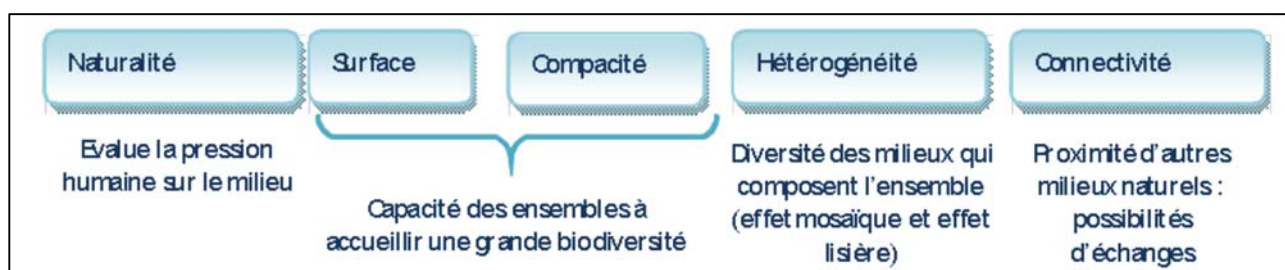 Naturalité
Surface
Compacité
Hétérogénéité
Connectivité
Evalue la pression
humaine sur le milieu
Capacité des ensembles à
accueillir une grande biodiversité
Diversité des milieux qui
composent l'ensemble
(effet mosaïque et effet
lisière)
Proximité d'autres
milieux naturels :
possibilités
d'échanges